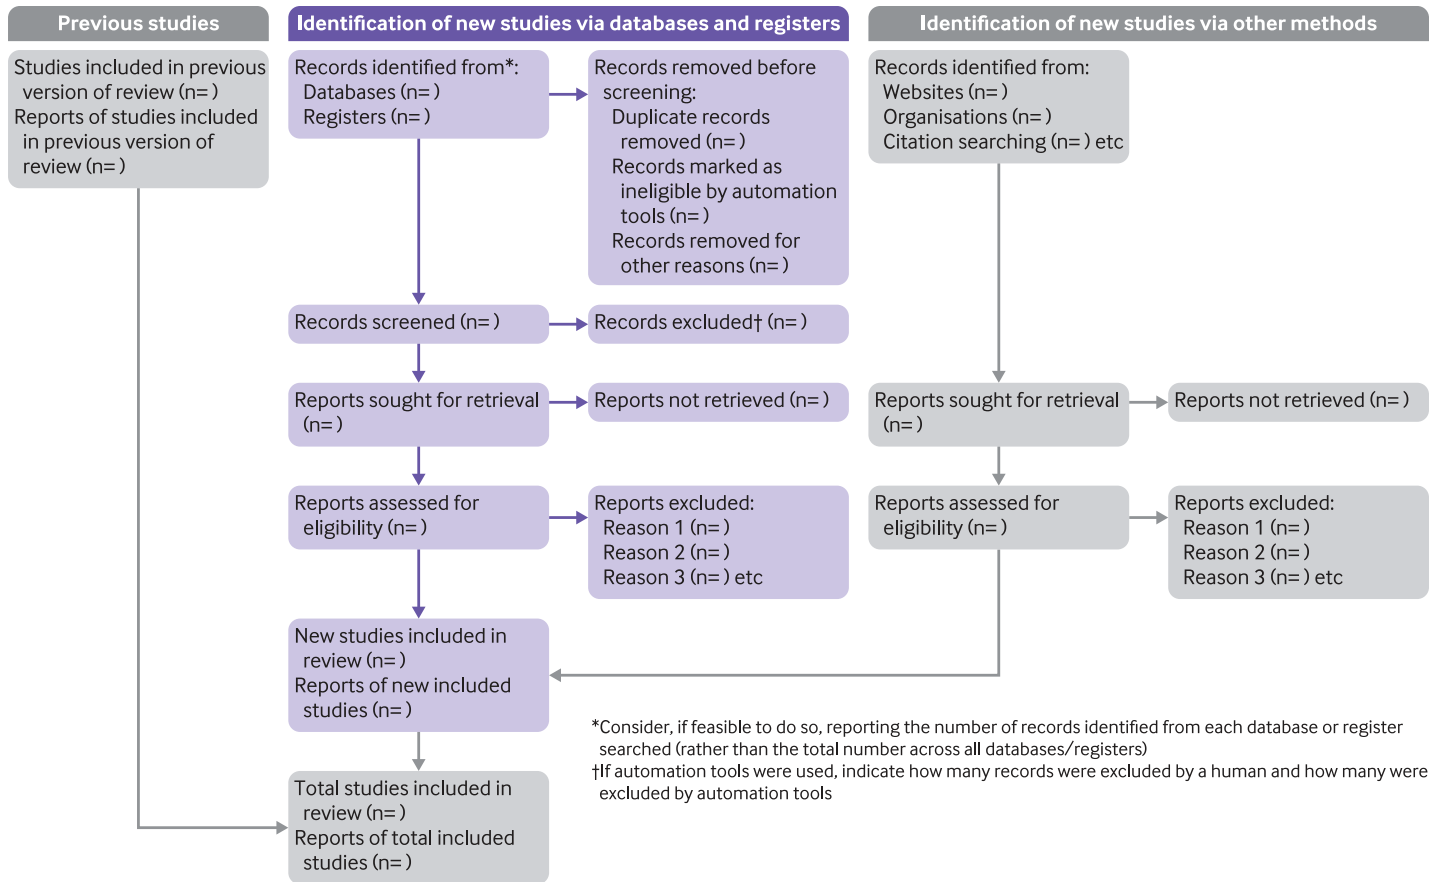 Previous studies
Identification of new studies via databases and registers
Identification of new studies via other methods
Studies included in previous
version of review (n= )
Reports of studies included
in previous version of
review (n= )
Records identified from*:
Databases (n= )
Registers (n= )
Records removed before
screening:
Duplicate records
removed (n= )
Records marked as
ineligible by automation
tools (n= )
Records removed for
other reasons (n= )
Records identified from:
Websites (n= )
Organisations (n= )
Citation searching (n= ) etc
Records screened (n= )
Records excluded† (n= )
Reports sought for retrieval
(n= )
Reports not retrieved (n= )
Reports sought for retrieval
(n= )
Reports not retrieved (n= )
Reports assessed for
eligibility (n= )
Reports excluded:
Reason 1 (n= )
Reason 2 (n= )
Reason 3 (n= ) etc
Reports assessed for
eligibility (n= )
Reports excluded:
Reason 1 (n= )
Reason 2 (n= )
Reason 3 (n= ) etc
New studies included in
review (n= )
Reports of new included
studies (n= )
Total studies included in
review (n= )
Reports of total included
studies (n= )
*Consider, if feasible to do so, reporting the number of records identified from each database or register
searched (rather than the total number across all databases/registers)
†If automation tools were used, indicate how many records were excluded by a human and how many were
excluded by automation tools